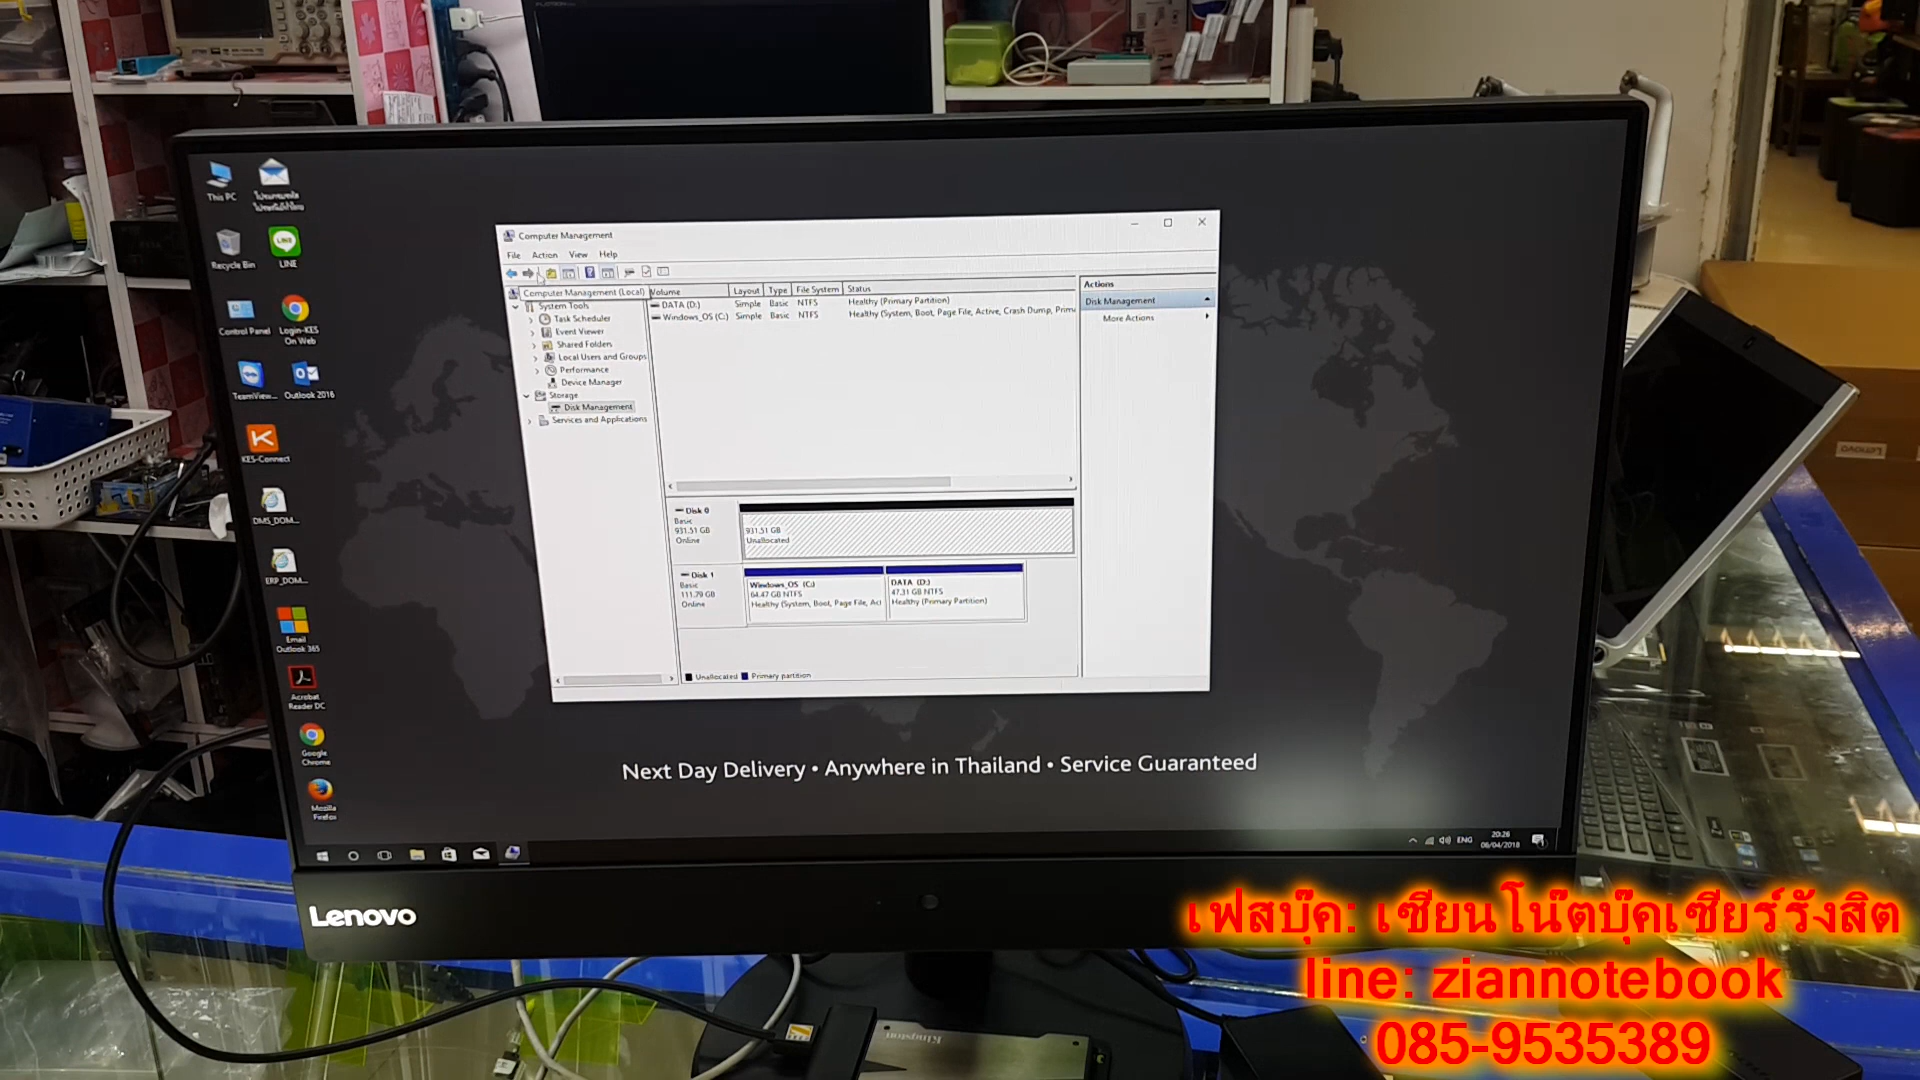 This PC
Recycle Bin
LINE
Control Panel
Login-KES
On Web
TeamView...
Outlook 2016
KES-Connect
DMS_DOM...
ERP_DOM...
Email
Outlook 365
Acrobat
Reader DC
Google
Chrome
Mozilla
Firefox
Computer Management
File Action View Help
Computer Management (Local)
System Tools
Task Scheduler
Event Viewer
Shared Folders
Local Users and Groups
Performance
Device Manager
Storage
Disk Management
Services and Applications
Volume Layout Type File System Status
DATA (D:) Simple Basic NTFS Healthy (Primary Partition)
Windows_OS (C:) Simple Basic NTFS Healthy (System, Boot, Page File, Active, Crash Dump, Prima
Actions
Disk Management
More Actions
Disk 0
Basic
931.51 GB
Online
931.51 GB
Unallocated
Disk 1
Basic
111.79 GB
Online
Windows_OS (C:)
64.47 GB NTFS
Healthy (System, Boot, Page File, Act
DATA (D:)
47.31 GB NTFS
Healthy (Primary Partition)
Unallocated Primary partition
Next Day Delivery • Anywhere in Thailand • Service Guaranteed
ENG
20:26
06/04/2018
Lenovo
Kingston
เฟสบุ๊ค: เซียนโน๊ตบุ๊คเซียร์รังสิต
line: ziannotebook
085-9535389